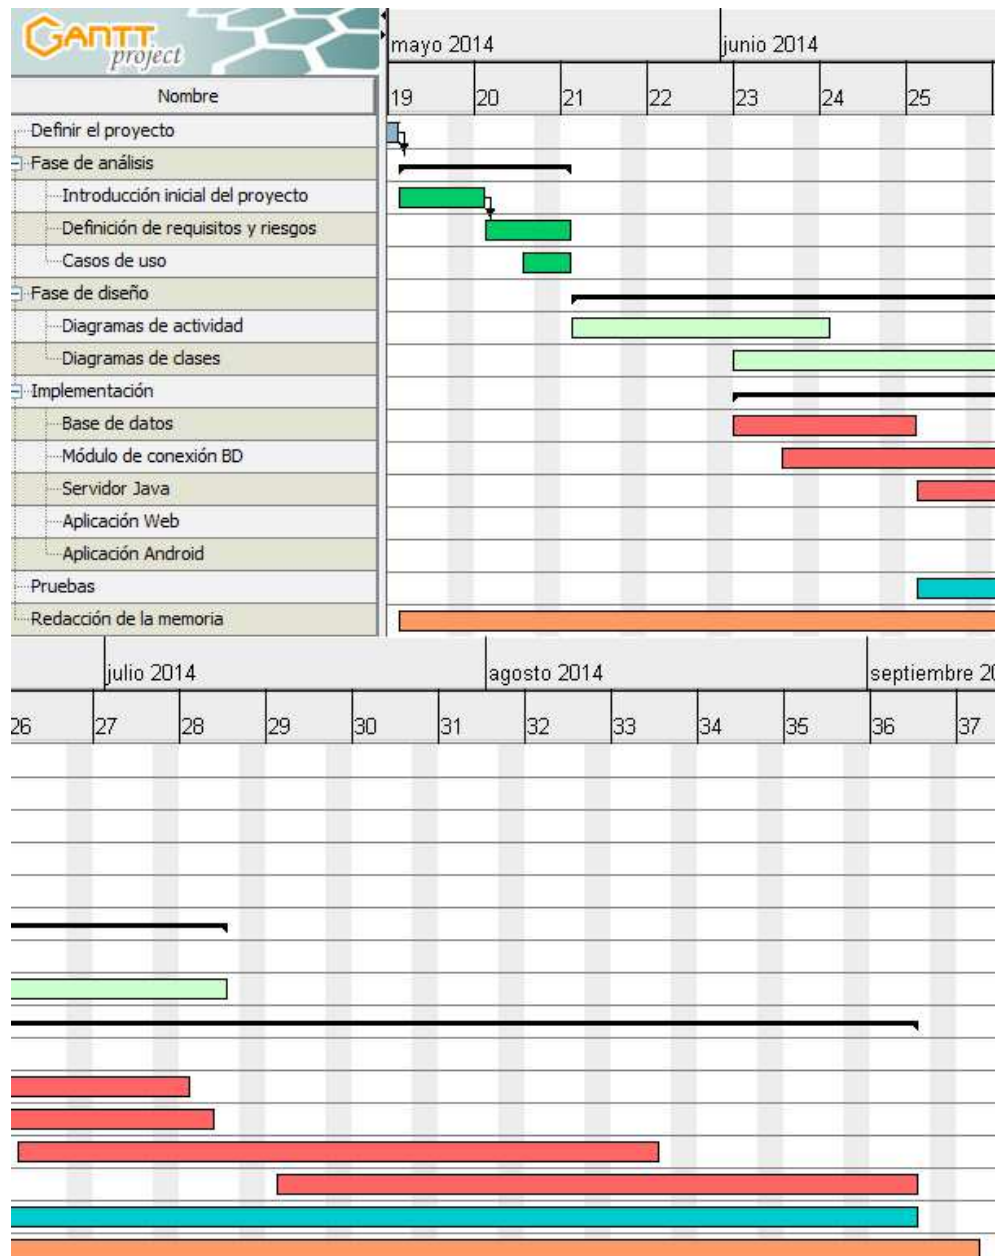 GANTT
project
mayo 2014
junio 2014
Nombre
19 20 21 22 23 24 25
Definir el proyecto
Fase de análisis
Introducción inicial del proyecto
Definición de requisitos y riesgos
Casos de uso
Fase de diseño
Diagramas de actividad
Diagramas de clases
Implementación
Base de datos
Módulo de conexión BD
Servidor Java
Aplicación Web
Aplicación Android
Pruebas
Redacción de la memoria
julio 2014
agosto 2014
septiembre 20
26 27 28 29 30 31 32 33 34 35 36 37